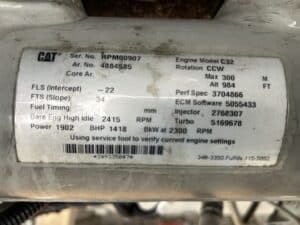 CAT Ser. No. RPM00907 Engine Model C32
Ar. No. 4884585 Rotation CCW
Core Ar. Max 300 M
Alt 984 FT
FLS (Intercept) -22
FTS (Slope) 34 Perf Spec 3704866
Fuel Timing mm ECM Software 5055433
Bare Eng High Idle 2415 RPM Injector 2762307
Power 1902 BHP 1418 BkW at 2300 RPM Turbo 5169678
Using service tool to verify current engine settings